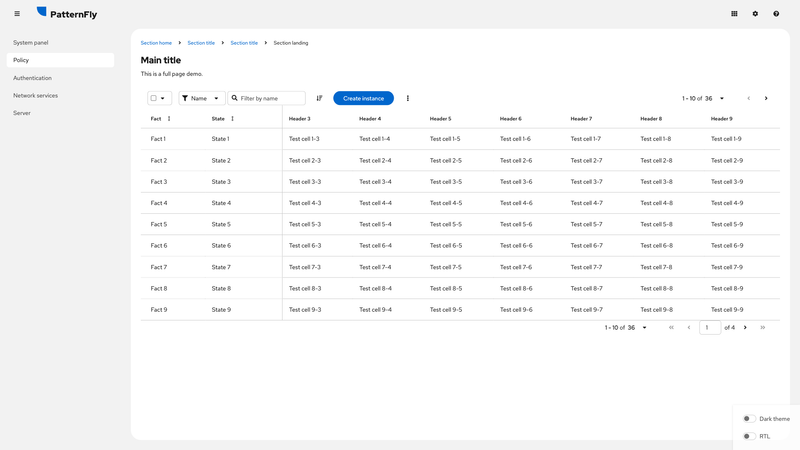 PatternFly
System panel
Policy
Authentication
Network services
Server
Section home Section title Section title Section landing
Main title
This is a full page demo.
Name Filter by name Create instance 1 - 10 of 36
Fact State Header 3 Header 4 Header 5 Header 6 Header 7 Header 8 Header 9
Fact 1 State 1 Test cell 1-3 Test cell 1-4 Test cell 1-5 Test cell 1-6 Test cell 1-7 Test cell 1-8 Test cell 1-9
Fact 2 State 2 Test cell 2-3 Test cell 2-4 Test cell 2-5 Test cell 2-6 Test cell 2-7 Test cell 2-8 Test cell 2-9
Fact 3 State 3 Test cell 3-3 Test cell 3-4 Test cell 3-5 Test cell 3-6 Test cell 3-7 Test cell 3-8 Test cell 3-9
Fact 4 State 4 Test cell 4-3 Test cell 4-4 Test cell 4-5 Test cell 4-6 Test cell 4-7 Test cell 4-8 Test cell 4-9
Fact 5 State 5 Test cell 5-3 Test cell 5-4 Test cell 5-5 Test cell 5-6 Test cell 5-7 Test cell 5-8 Test cell 5-9
Fact 6 State 6 Test cell 6-3 Test cell 6-4 Test cell 6-5 Test cell 6-6 Test cell 6-7 Test cell 6-8 Test cell 6-9
Fact 7 State 7 Test cell 7-3 Test cell 7-4 Test cell 7-5 Test cell 7-6 Test cell 7-7 Test cell 7-8 Test cell 7-9
Fact 8 State 8 Test cell 8-3 Test cell 8-4 Test cell 8-5 Test cell 8-6 Test cell 8-7 Test cell 8-8 Test cell 8-9
Fact 9 State 9 Test cell 9-3 Test cell 9-4 Test cell 9-5 Test cell 9-6 Test cell 9-7 Test cell 9-8 Test cell 9-9
1 - 10 of 36 1 of 4
Dark theme
RTL